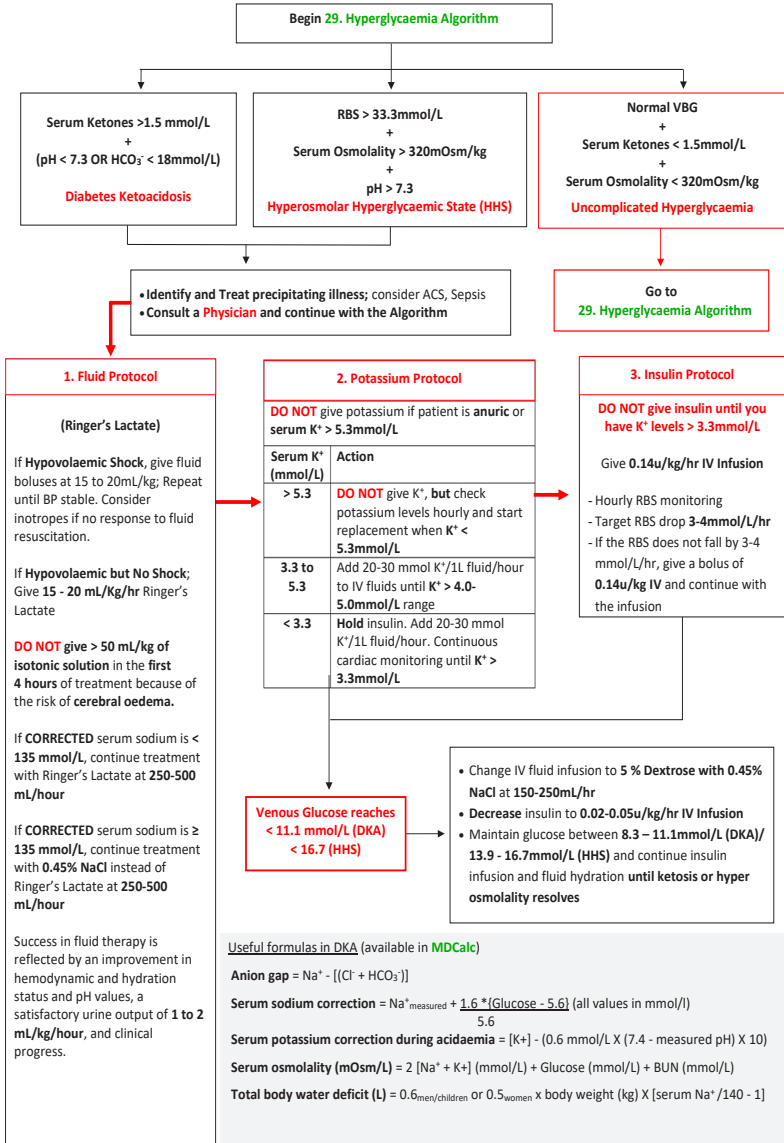 Begin 29. Hyperglycaemia Algorithm
Serum Ketones >1.5 mmol/L
+
(pH < 7.3 OR HCO₃⁻ < 18mmol/L)
Diabetes Ketoacidosis
RBS > 33.3mmol/L
+
Serum Osmolality > 320mOsm/kg
+
pH > 7.3
Hyperosmolar Hyperglycaemic State (HHS)
Normal VBG
+
Serum Ketones < 1.5mmol/L
+
Serum Osmolality < 320mOsm/kg
Uncomplicated Hyperglycaemia
• Identify and Treat precipitating illness; consider ACS, Sepsis
• Consult a Physician and continue with the Algorithm
Go to
29. Hyperglycaemia Algorithm
1. Fluid Protocol
(Ringer's Lactate)
If Hypovolaemic Shock, give fluid
boluses at 15 to 20mL/kg; Repeat
until BP stable. Consider
inotropes if no response to fluid
resuscitation.
If Hypovolaemic but No Shock;
Give 15 - 20 mL/Kg/hr Ringer's
Lactate
DO NOT give > 50 mL/kg of
isotonic solution in the first
4 hours of treatment because of
the risk of cerebral oedema.
If CORRECTED serum sodium is <
135 mmol/L, continue treatment
with Ringer's Lactate at 250-500
mL/hour
If CORRECTED serum sodium is ≥
135 mmol/L, continue treatment
with 0.45% NaCl instead of
Ringer's Lactate at 250-500
mL/hour
Success in fluid therapy is
reflected by an improvement in
hemodynamic and hydration
status and pH values, a
satisfactory urine output of 1 to 2
mL/kg/hour, and clinical
progress.
2. Potassium Protocol
DO NOT give potassium if patient is anuric or
serum K⁺ > 5.3mmol/L
Serum K⁺
(mmol/L)
Action
> 5.3
DO NOT give K⁺, but check
potassium levels hourly and start
replacement when K⁺ <
5.3mmol/L
3.3 to
5.3
Add 20-30 mmol K⁺/1L fluid/hour
to IV fluids until K⁺ > 4.0-
5.0mmol/L range
< 3.3
Hold insulin. Add 20-30 mmol
K⁺/1L fluid/hour. Continuous
cardiac monitoring until K⁺ >
3.3mmol/L
3. Insulin Protocol
DO NOT give insulin until you
have K⁺ levels > 3.3mmol/L
Give 0.14u/kg/hr IV Infusion
- Hourly RBS monitoring
- Target RBS drop 3-4mmol/L/hr
- If the RBS does not fall by 3-4
mmol/L/hr, give a bolus of
0.14u/kg IV and continue with
the infusion
Venous Glucose reaches
< 11.1 mmol/L (DKA)
< 16.7 (HHS)
• Change IV fluid infusion to 5 % Dextrose with 0.45%
NaCl at 150-250mL/hr
• Decrease insulin to 0.02-0.05u/kg/hr IV Infusion
• Maintain glucose between 8.3 – 11.1mmol/L (DKA)/
13.9 - 16.7mmol/L (HHS) and continue insulin
infusion and fluid hydration until ketosis or hyper
osmolality resolves
Useful formulas in DKA (available in MDCalc)
Anion gap = Na⁺ - [(Cl⁻ + HCO₃⁻)]
Serum sodium correction = Na⁺measured + 1.6 *{Glucose - 5.6} (all values in mmol/l)
5.6
Serum potassium correction during acidaemia = [K+] - (0.6 mmol/L X (7.4 - measured pH) X 10)
Serum osmolality (mOsm/L) = 2 [Na⁺ + K+] (mmol/L) + Glucose (mmol/L) + BUN (mmol/L)
Total body water deficit (L) = 0.6men/children or 0.5women x body weight (kg) X [serum Na⁺/140 - 1]